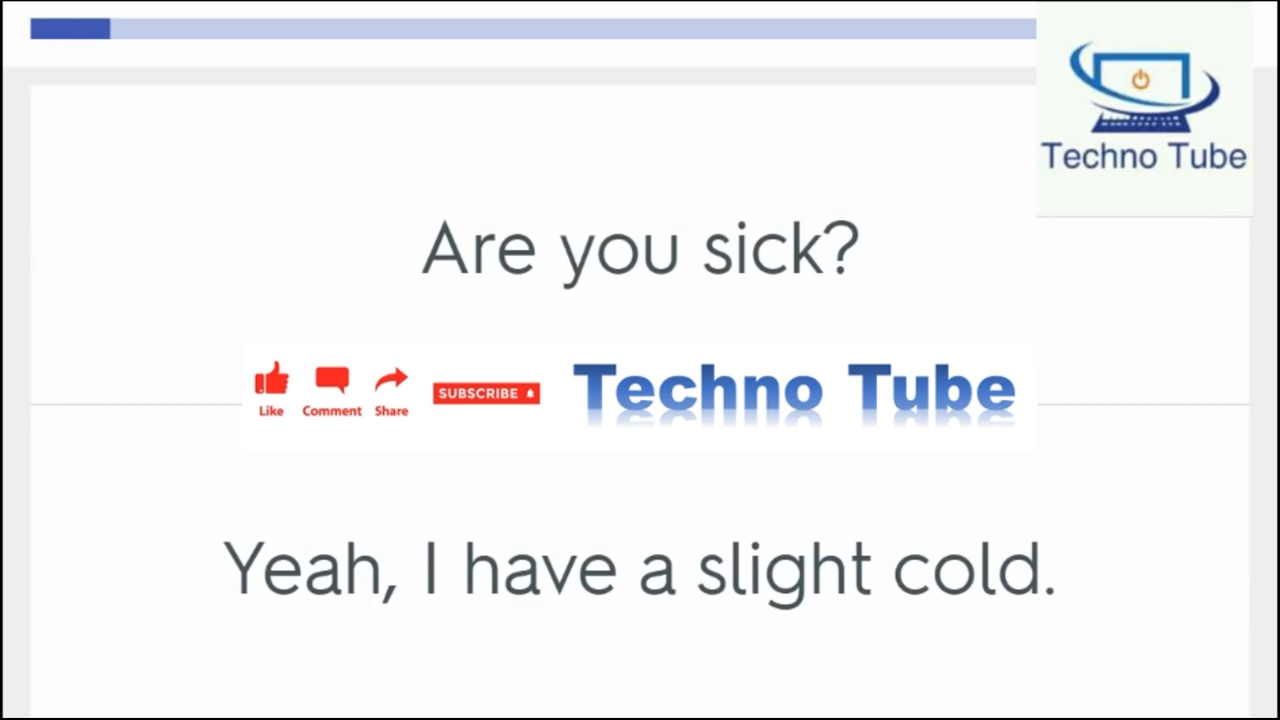 Techno Tube
Are you sick?
Like Comment Share SUBSCRIBE Techno Tube
Yeah, I have a slight cold.